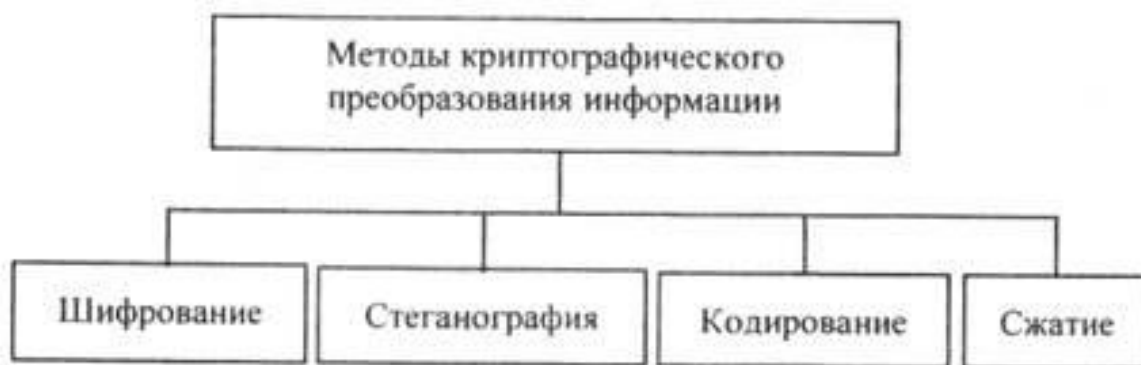 Методы криптографического
преобразования информации
Шифрование
Стеганография
Кодирование
Сжатие